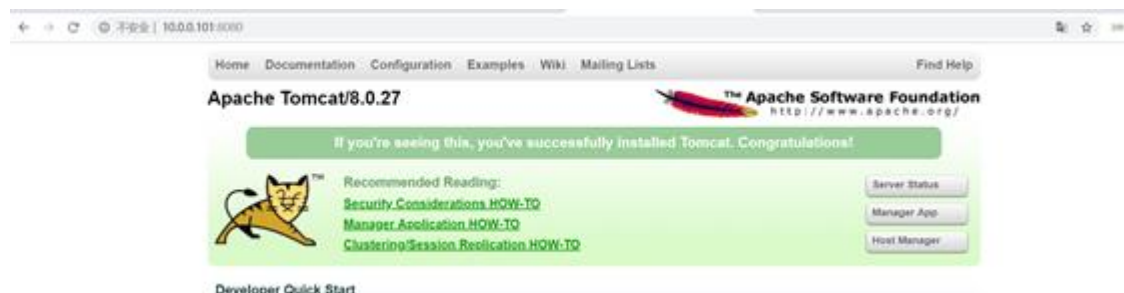 不安全 | 10.0.0.101:8080
Home Documentation Configuration Examples Wiki Mailing Lists Find Help
Apache Tomcat/8.0.27
The Apache Software Foundation
http://www.apache.org/
If you're seeing this, you've successfully installed Tomcat. Congratulations!
TM
Recommended Reading:
Security Considerations HOW-TO
Manager Application HOW-TO
Clustering/Session Replication HOW-TO
Server Status
Manager App
Host Manager
Developer Quick Start